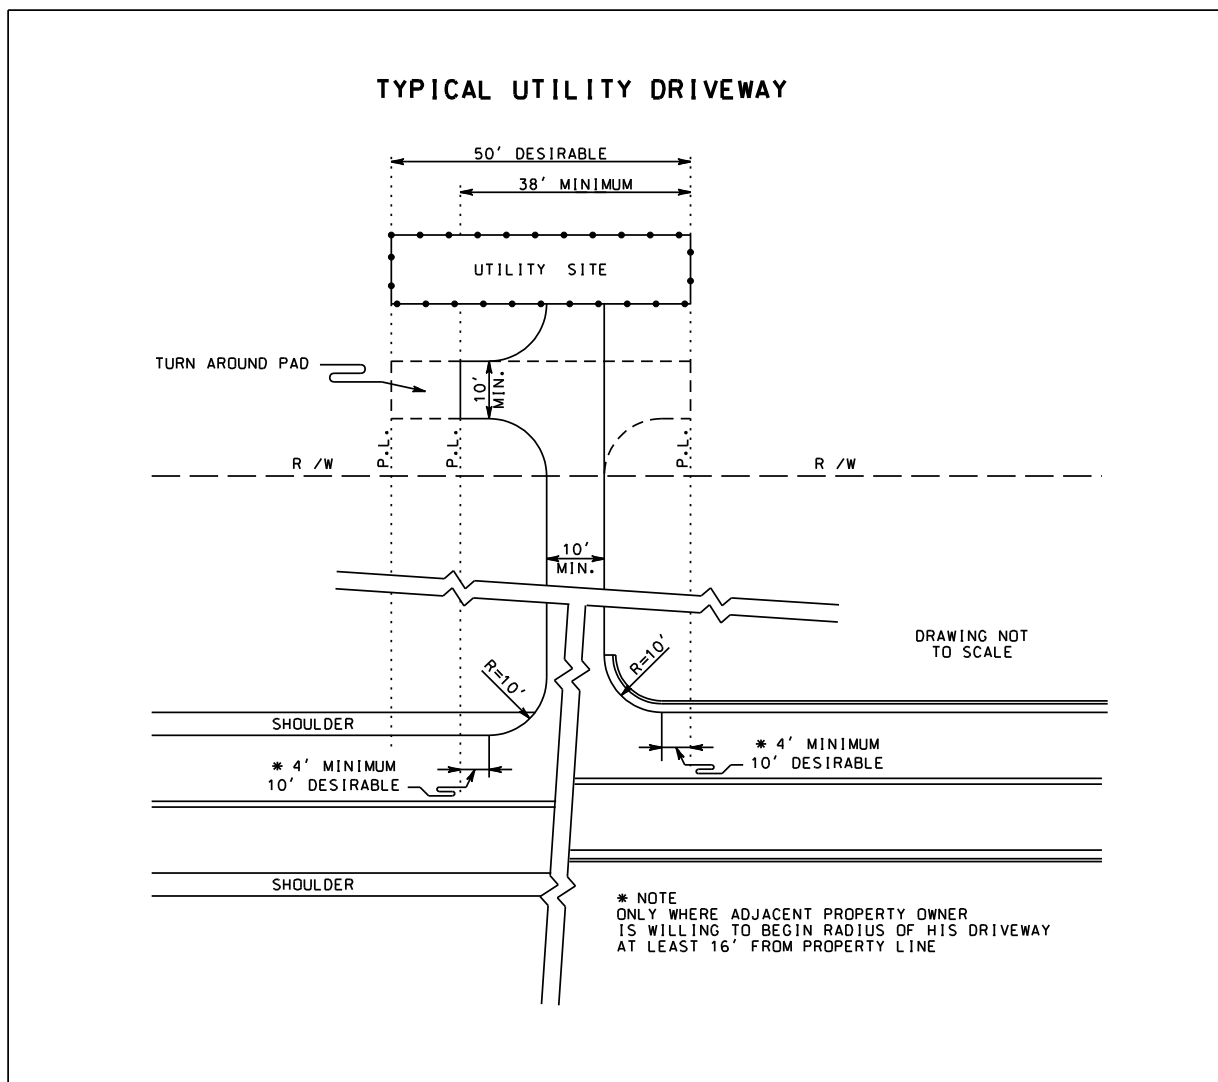 TYPICAL UTILITY DRIVEWAY
50' DESIRABLE
38' MINIMUM
UTILITY SITE
TURN AROUND PAD
10'
MIN.
P.L.
P.L.
P.L.
R /W
R /W
10'
MIN.
DRAWING NOT
TO SCALE
R=10'
R=10'
SHOULDER
* 4' MINIMUM
10' DESIRABLE
* 4' MINIMUM
10' DESIRABLE
SHOULDER
* NOTE
ONLY WHERE ADJACENT PROPERTY OWNER
IS WILLING TO BEGIN RADIUS OF HIS DRIVEWAY
AT LEAST 16' FROM PROPERTY LINE